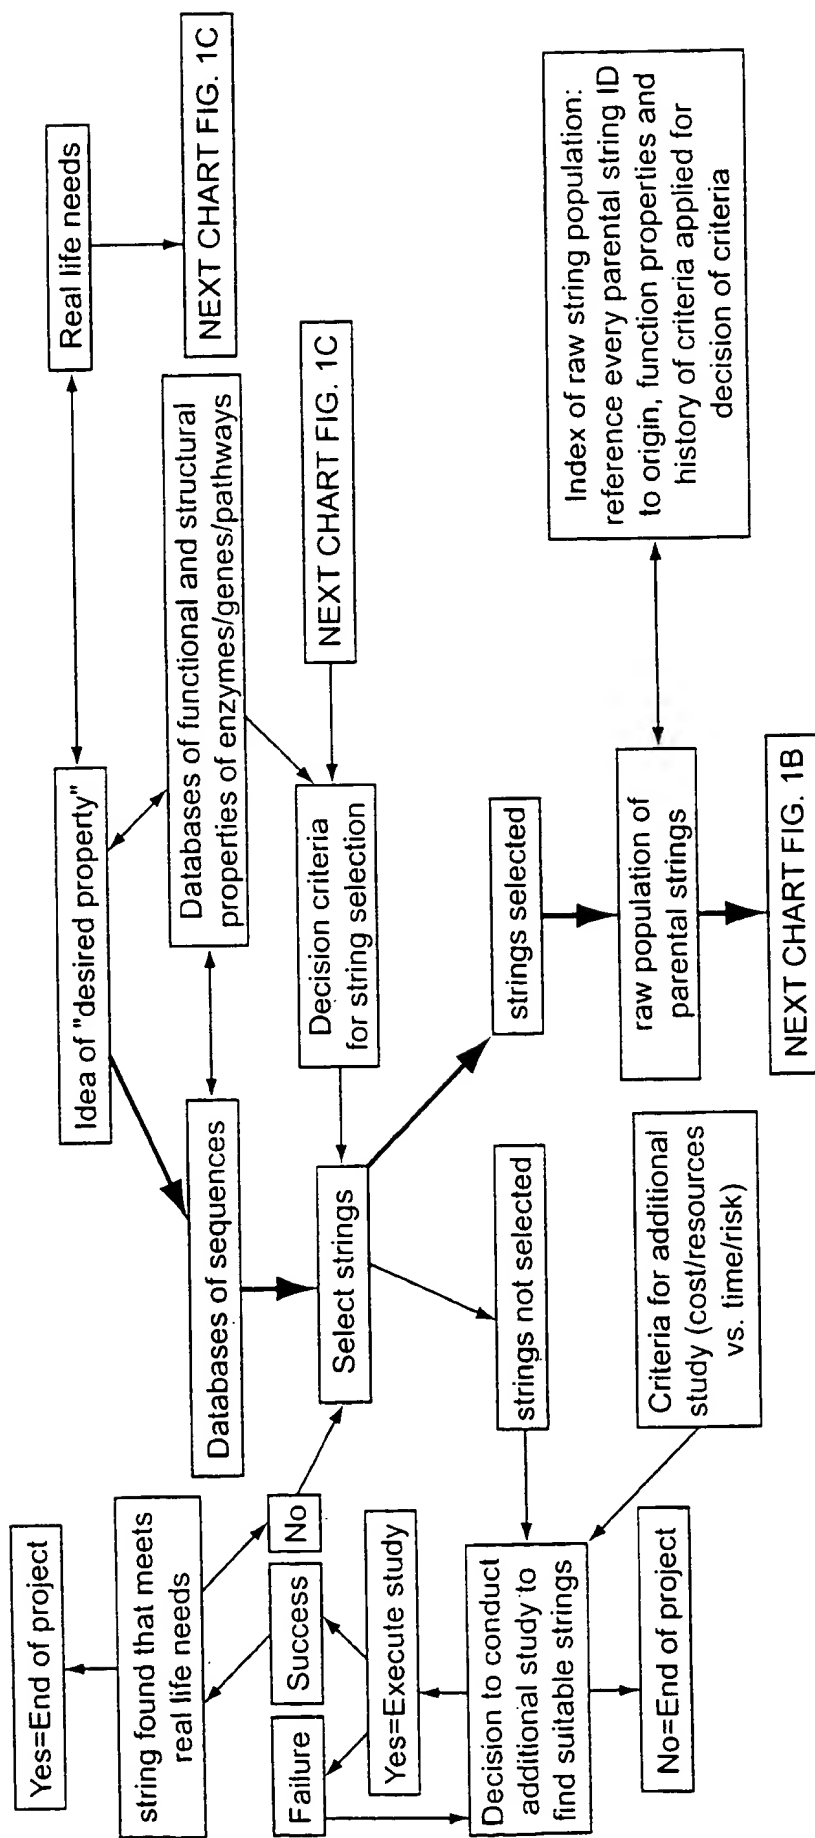 Yes=End of project
string found that meets
real life needs
No
Success
Failure
Yes=Execute study
Decision to conduct
additional study to
find suitable strings
No=End of project
Idea of "desired property"
Real life needs
NEXT CHART FIG. 1C
Databases of sequences
Databases of functional and structural
properties of enzymes/genes/pathways
Select strings
Decision criteria
for string selection
NEXT CHART FIG. 1C
strings not selected
strings selected
Criteria for additional
study (cost/resources
vs. time/risk)
raw population of
parental strings
Index of raw string population:
reference every parental string ID
to origin, function properties and
history of criteria applied for
decision of criteria
NEXT CHART FIG. 1B